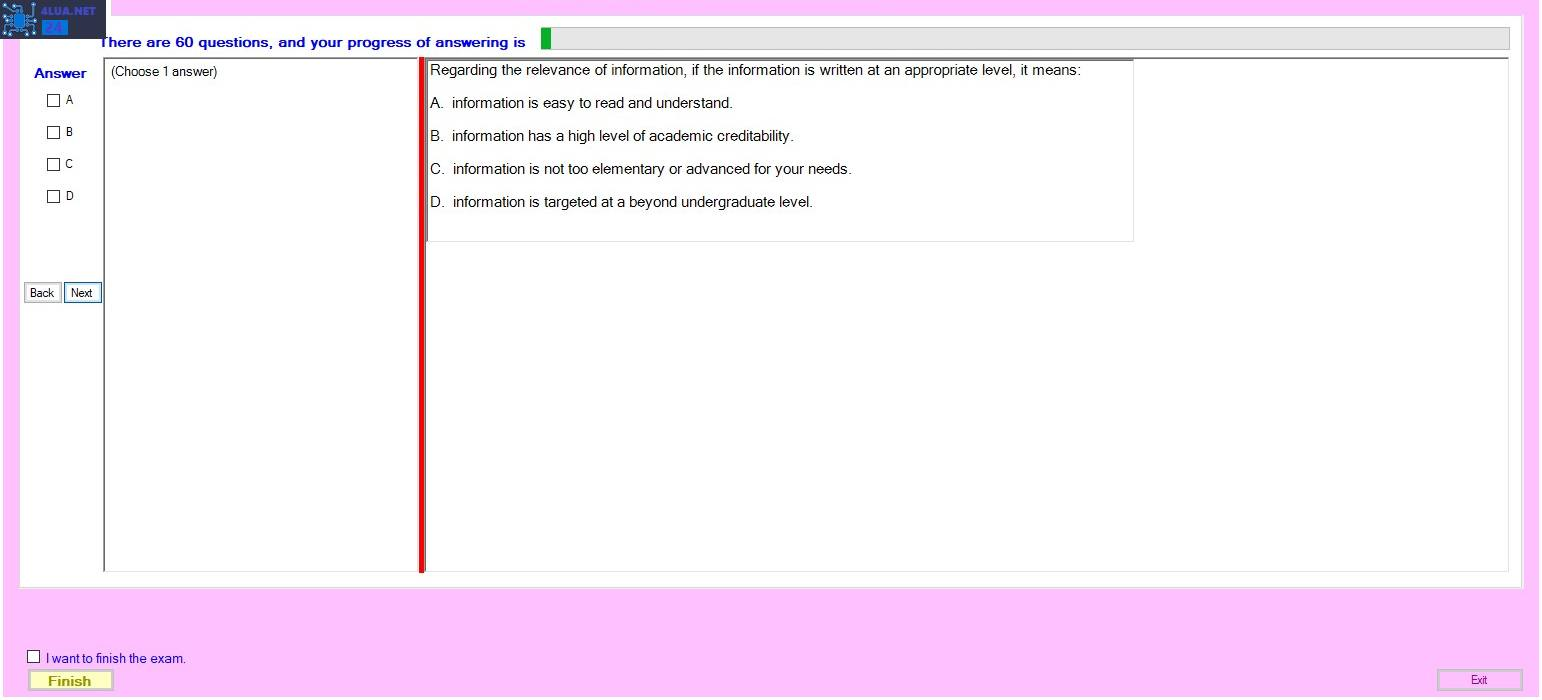 4LUA.NET
24
There are 60 questions, and your progress of answering is
Answer
(Choose 1 answer)
A
B
C
D
Back
Next
Regarding the relevance of information, if the information is written at an appropriate level, it means:
A. information is easy to read and understand.
B. information has a high level of academic creditability.
C. information is not too elementary or advanced for your needs.
D. information is targeted at a beyond undergraduate level.
I want to finish the exam.
Finish
Exit